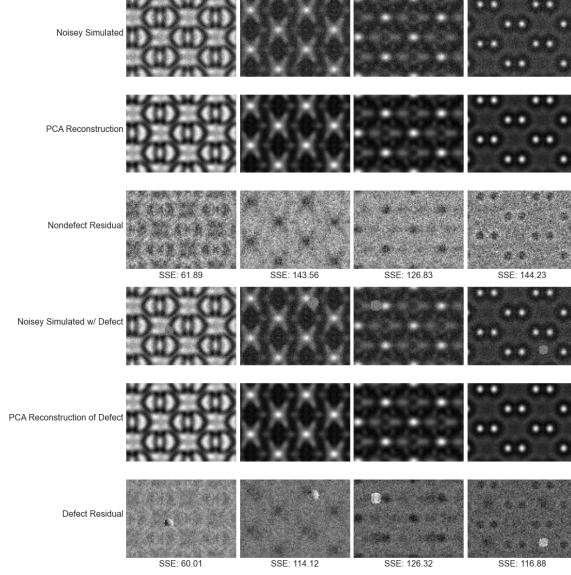 Noisey Simulated
PCA Reconstruction
Nondefect Residual
SSE: 61.89 SSE: 143.56 SSE: 126.83 SSE: 144.23
Noisey Simulated w/ Defect
PCA Reconstruction of Defect
Defect Residual
SSE: 60.01 SSE: 114.12 SSE: 126.32 SSE: 116.88